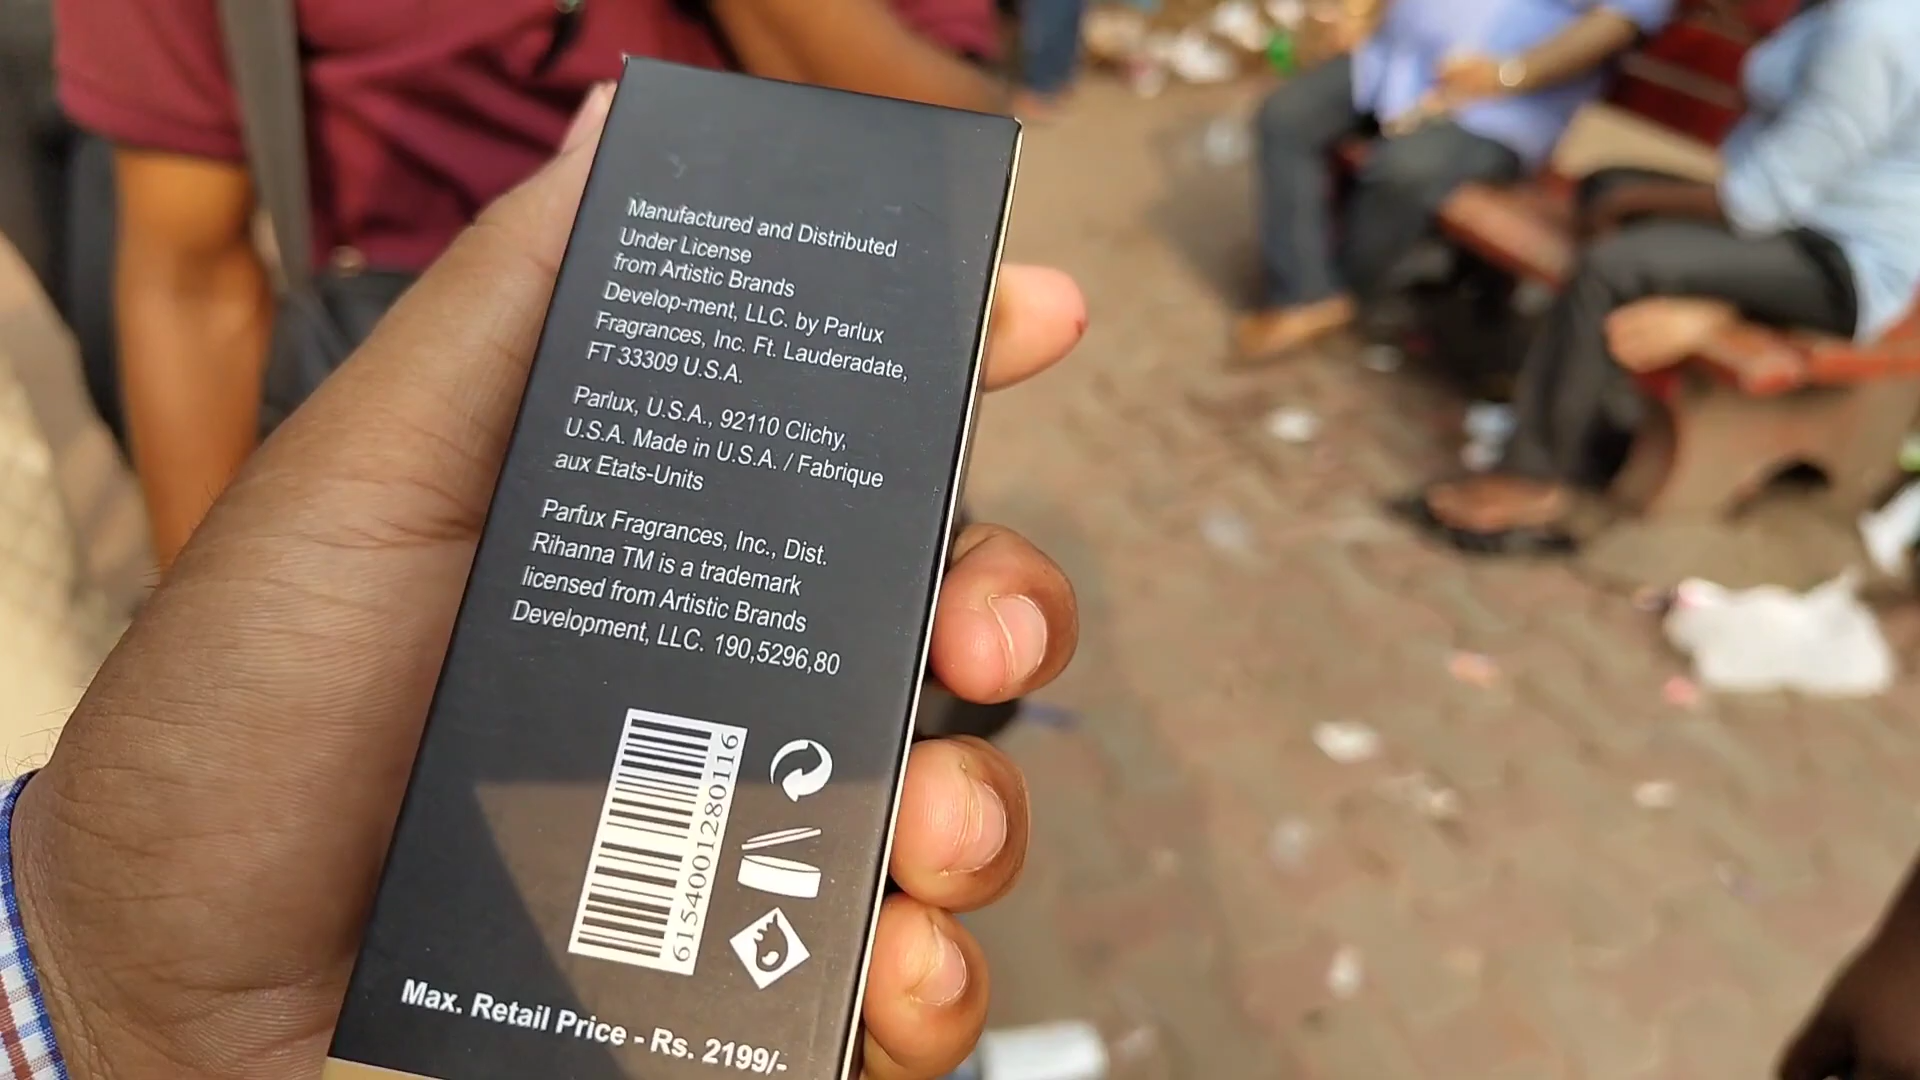 Manufactured and Distributed
Under License
from Artistic Brands
Develop-ment, LLC. by Parlux
Fragrances, Inc. Ft. Lauderadate,
FT 33309 U.S.A.
Parlux, U.S.A., 92110 Clichy,
U.S.A. Made in U.S.A. / Fabrique
aux Etats-Units
Parfux Fragrances, Inc., Dist.
Rihanna TM is a trademark
licensed from Artistic Brands
Development, LLC. 190,5296,80
6154001280116
Max. Retail Price - Rs. 2199/-